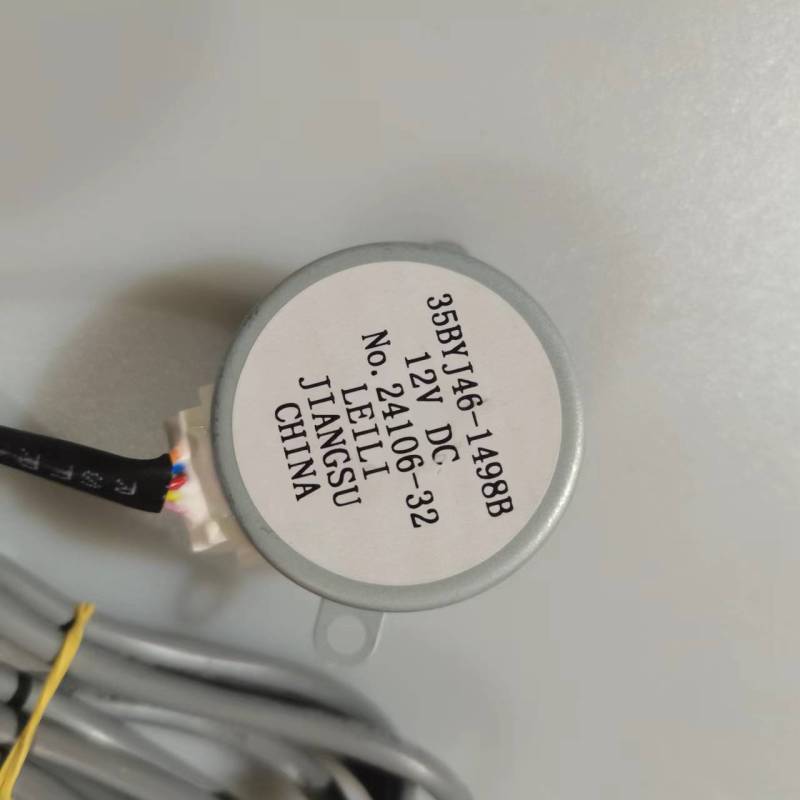 35BYJ46-1498B
12V DC
No. 24106-32
LEILI
JIANGSU
CHINA